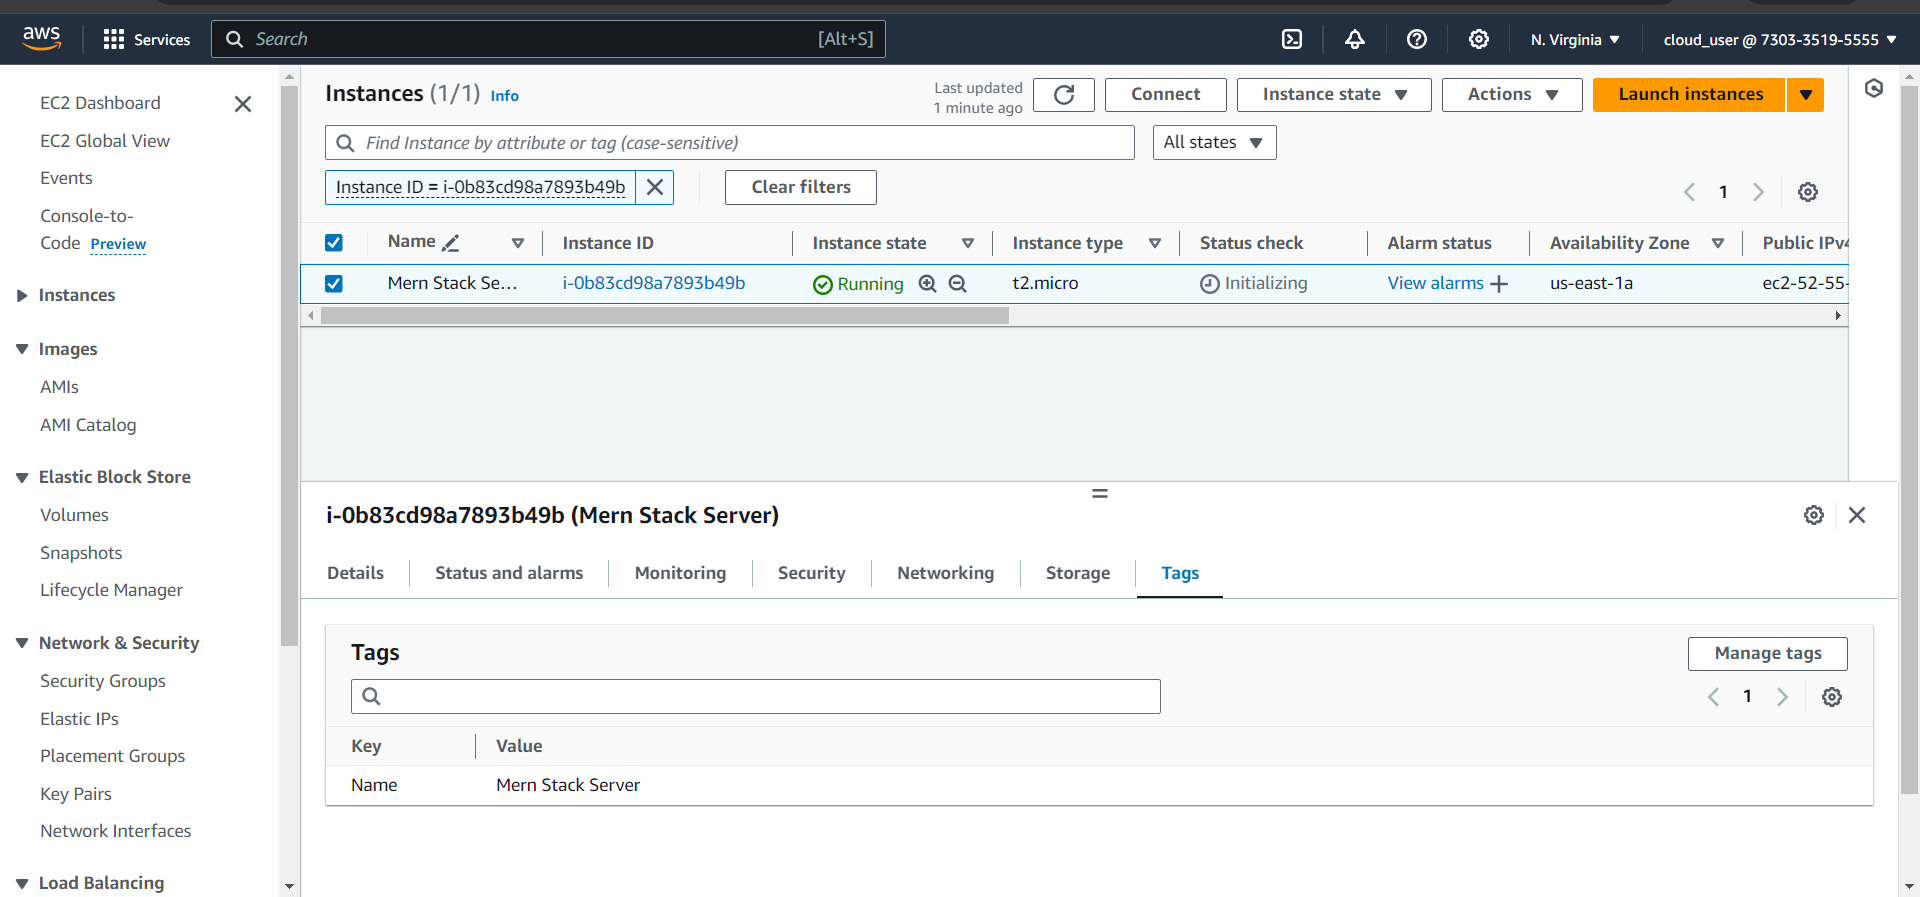 aws
Services
Search
[Alt+S]
N. Virginia
cloud_user @ 7303-3519-5555
EC2 Dashboard
EC2 Global View
Events
Console-to-
Code Preview
Instances
Images
AMIs
AMI Catalog
Elastic Block Store
Volumes
Snapshots
Lifecycle Manager
Network & Security
Security Groups
Elastic IPs
Placement Groups
Key Pairs
Network Interfaces
Load Balancing
Instances (1/1) Info
Last updated
1 minute ago
Connect
Instance state
Actions
Launch instances
Find Instance by attribute or tag (case-sensitive)
All states
Instance ID = i-0b83cd98a7893b49b
Clear filters
1
Name
Instance ID
Instance state
Instance type
Status check
Alarm status
Availability Zone
Public IPv4
Mern Stack Se...
i-0b83cd98a7893b49b
Running
t2.micro
Initializing
View alarms
us-east-1a
ec2-52-55-
i-0b83cd98a7893b49b (Mern Stack Server)
Details
Status and alarms
Monitoring
Security
Networking
Storage
Tags
Tags
Manage tags
1
Key
Value
Name
Mern Stack Server